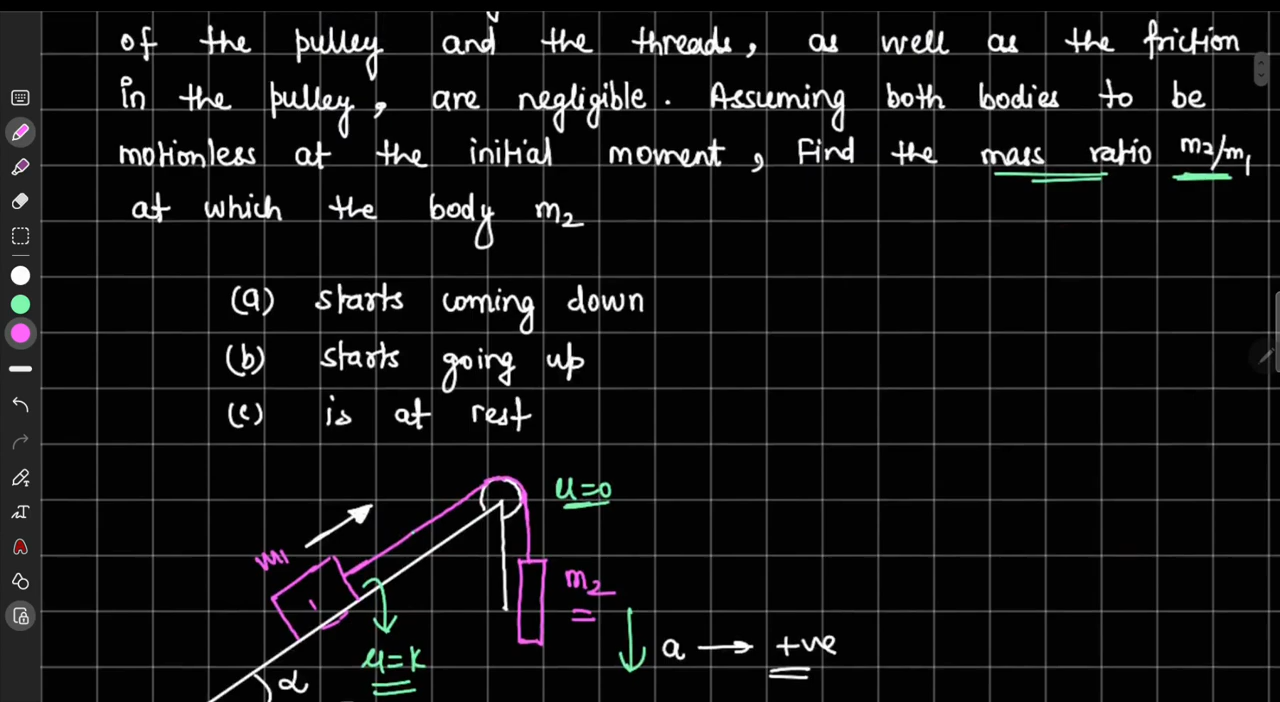 of the pulley and the threads, as well as the friction
in the pulley, are negligible. Assuming both bodies to be
motionless at the initial moment, Find the mass ratio m2/m1
at which the body m2
(a) starts coming down
(b) starts going up
(c) is at rest
μ=0
m1
m2
μ=k
a → +ve
α